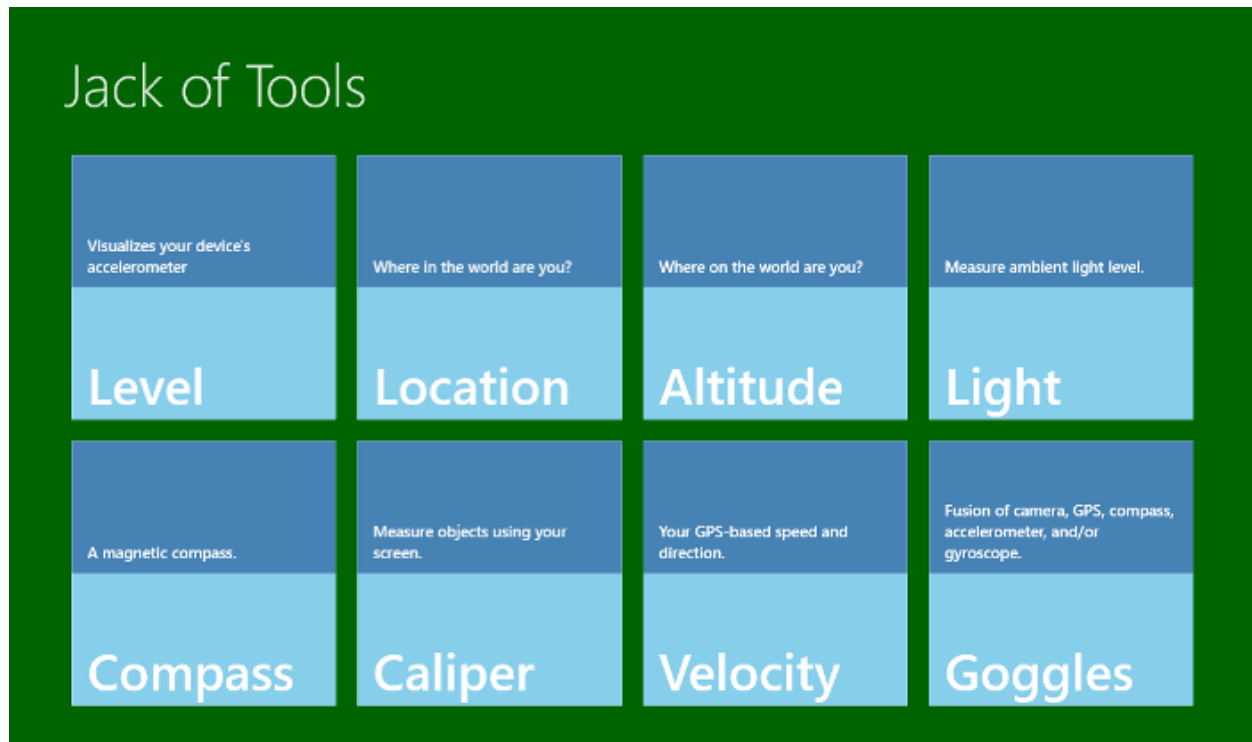 Jack of Tools
Visualizes your device's
accelerometer
Level
Where in the world are you?
Location
Where on the world are you?
Altitude
Measure ambient light level.
Light
A magnetic compass.
Compass
Measure objects using your
screen.
Caliper
Your GPS-based speed and
direction.
Velocity
Fusion of camera, GPS, compass,
accelerometer, and/or
gyroscope.
Goggles